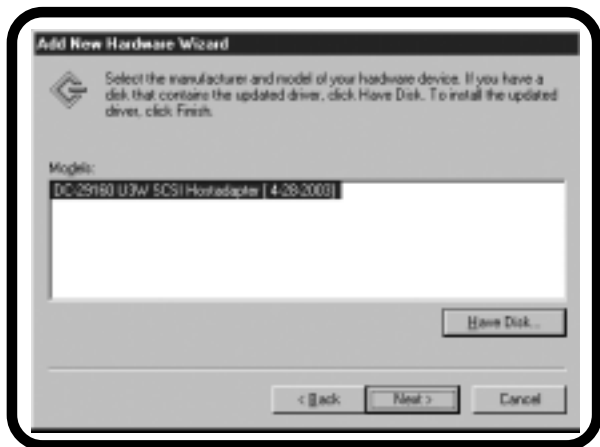 Add New Hardware Wizard
Select the manufacturer and model of your hardware device. If you have a
disk that contains the updated driver, click Have Disk. To install the updated
driver, click Finish.
Models:
DC-29160 U3W SCSI Hostadapter [ 4-28-2003]
Have Disk...
< Back
Next >
Cancel